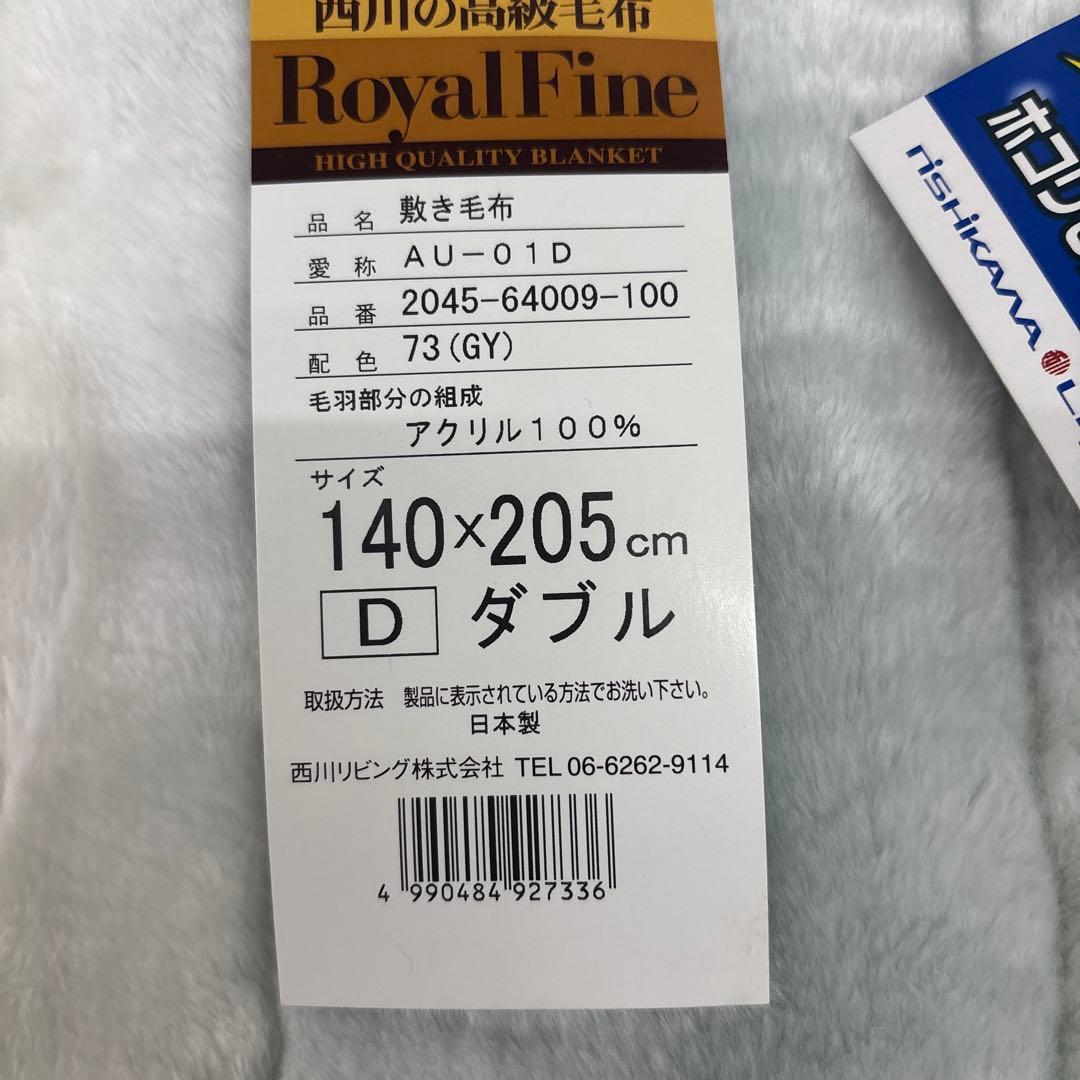 西川の高級毛布
RoyalFine
HIGH QUALITY BLANKET
品 名 敷き毛布
愛 称 AU-01D
品 番 2045-64009-100
配 色 73(GY)
毛羽部分の組成
アクリル100%
サイズ
140×205cm
D ダブル
取扱方法 製品に表示されている方法でお洗い下さい。
日本製
西川リビング株式会社 TEL 06-6262-9114
4 990484 927336
ホコリ
nishikawa